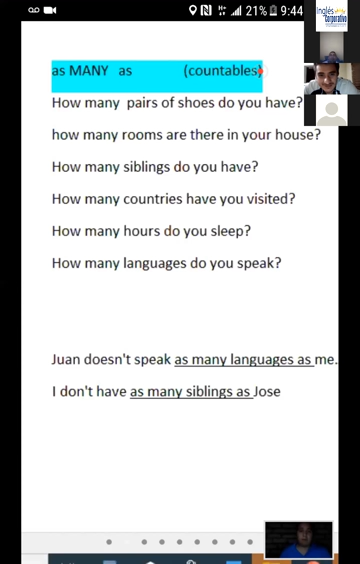 21% 9:44
Inglés
Corporativo
as MANY as (countables)
How many pairs of shoes do you have?
how many rooms are there in your house?
How many siblings do you have?
How many countries have you visited?
How many hours do you sleep?
How many languages do you speak?
Juan doesn't speak as many languages as me.
I don't have as many siblings as Jose